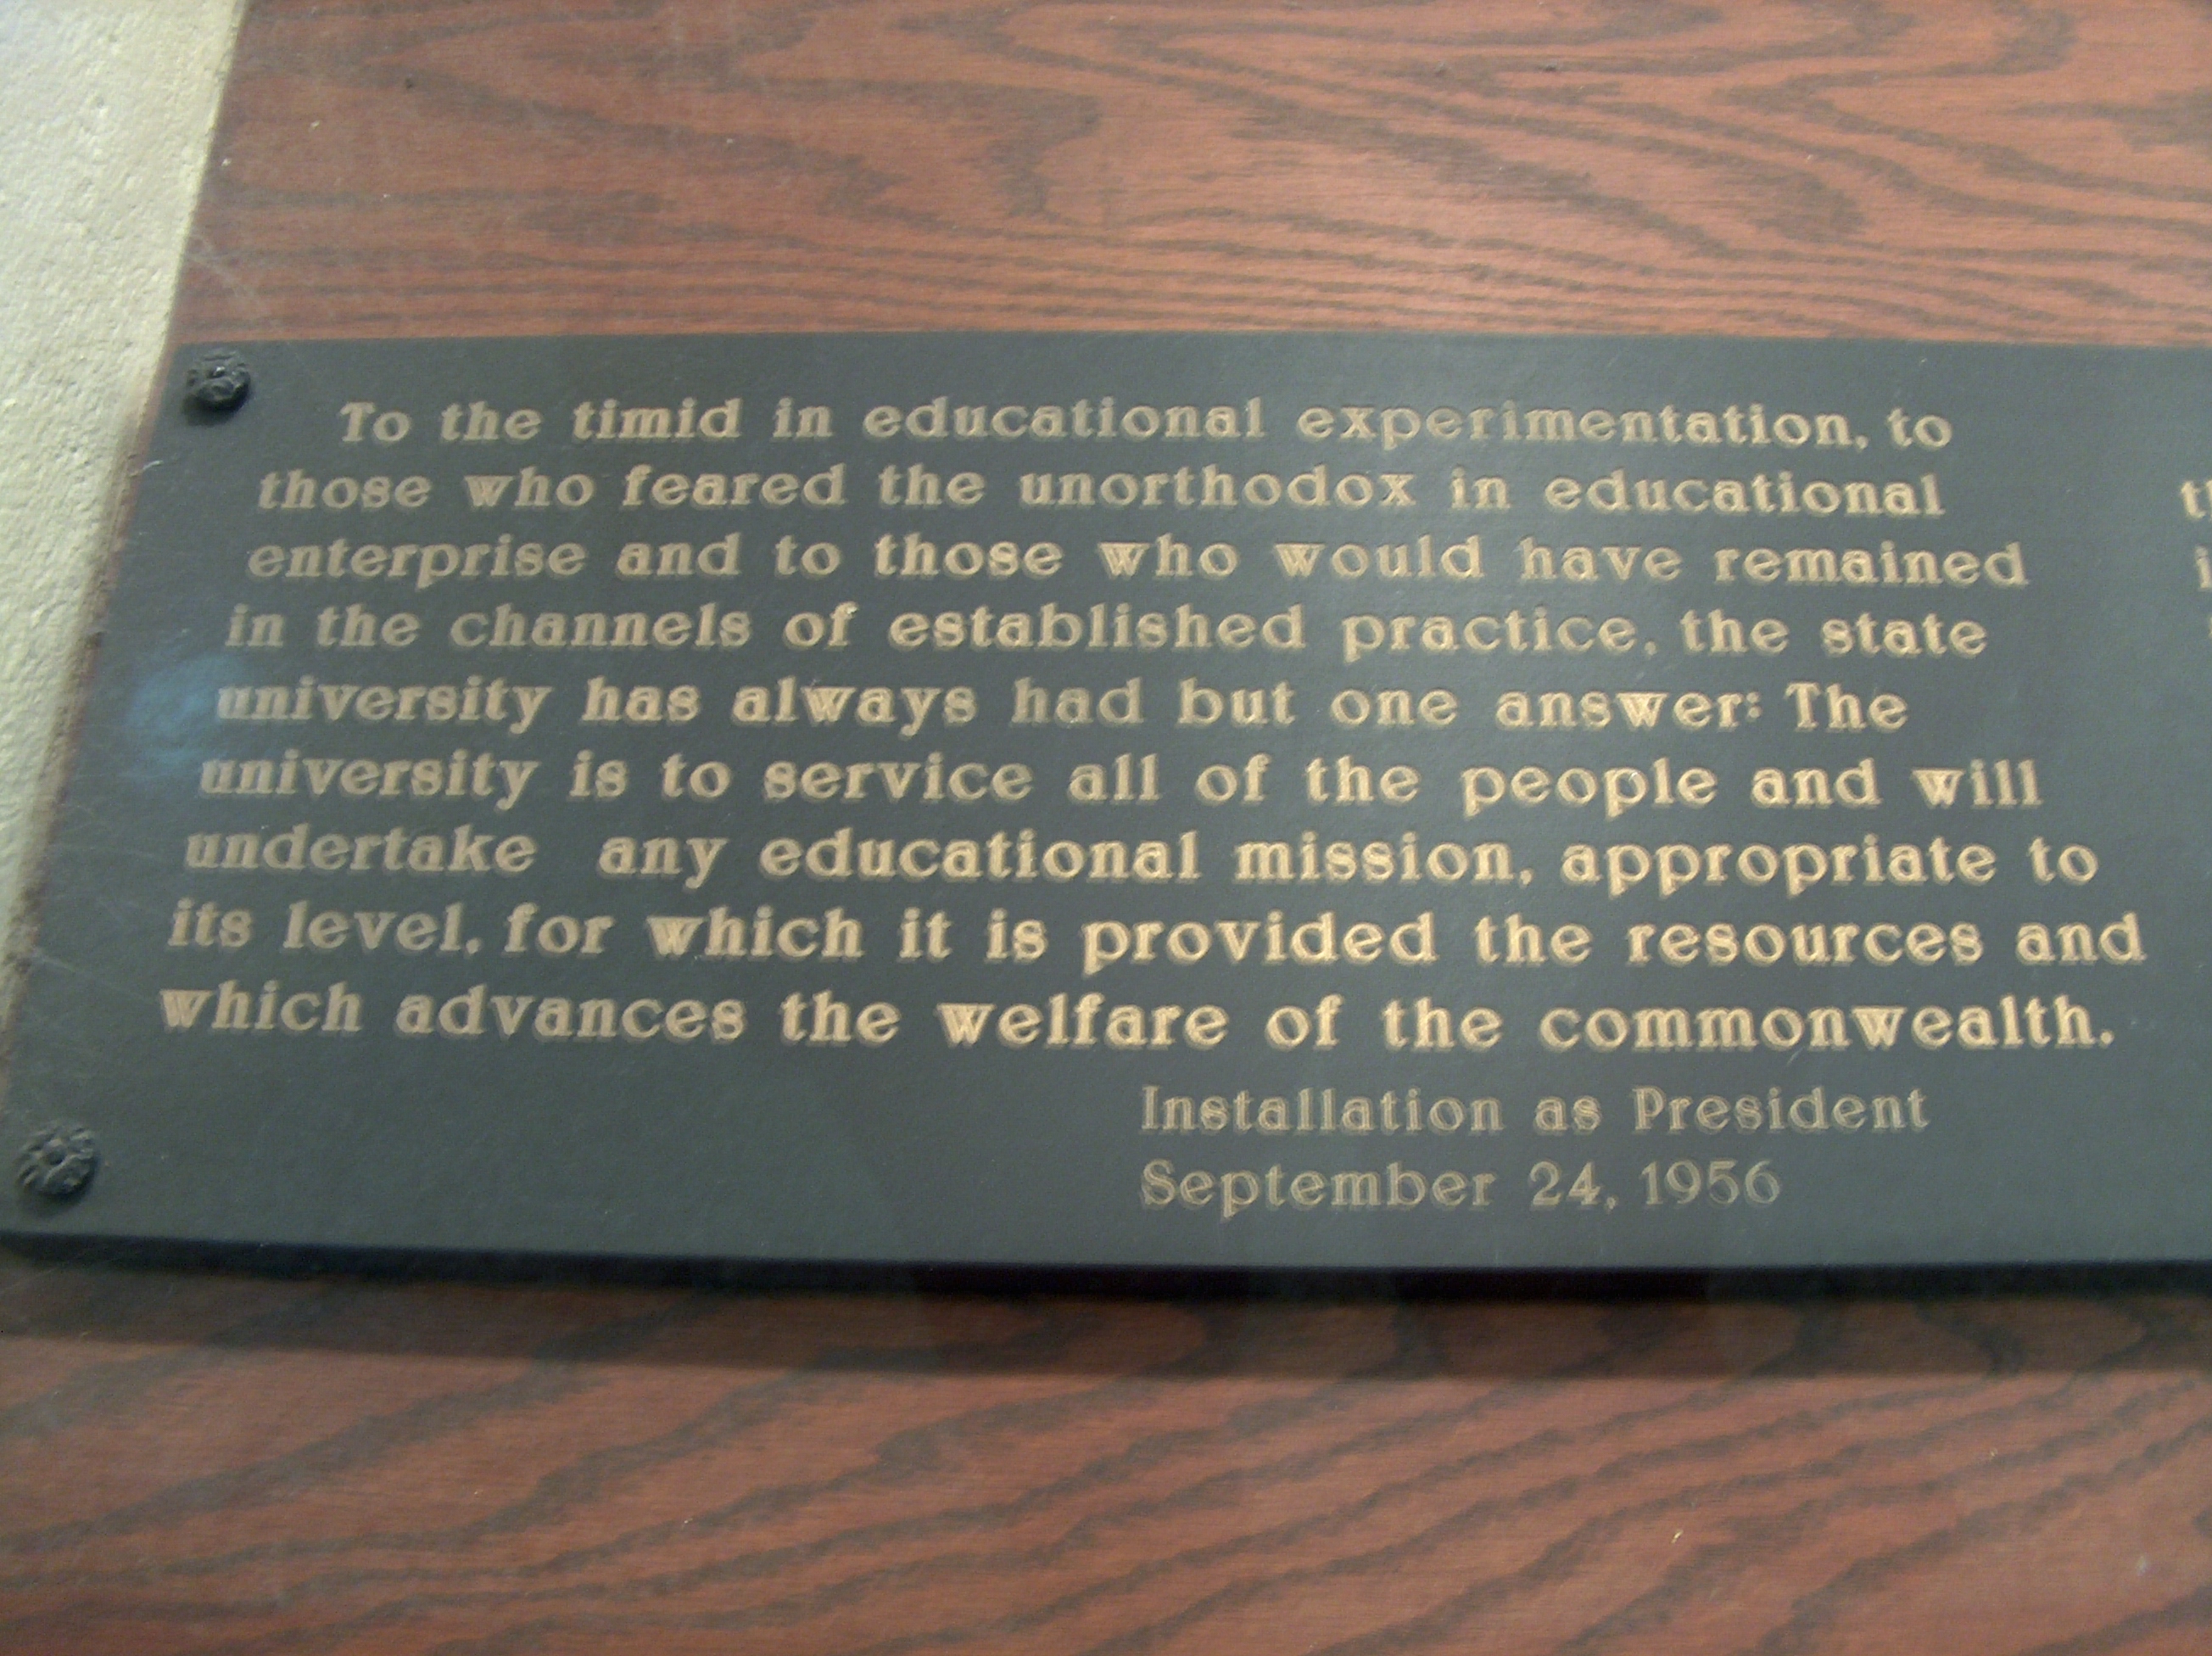 To the timid in educational experimentation, to
those who feared the unorthodox in educational
enterprise and to those who would have remained
in the channels of established practice, the state
university has always had but one answer: The
university is to service all of the people and will
undertake any educational mission, appropriate to
its level, for which it is provided the resources and
which advances the welfare of the commonwealth.
Installation as President
September 24, 1956